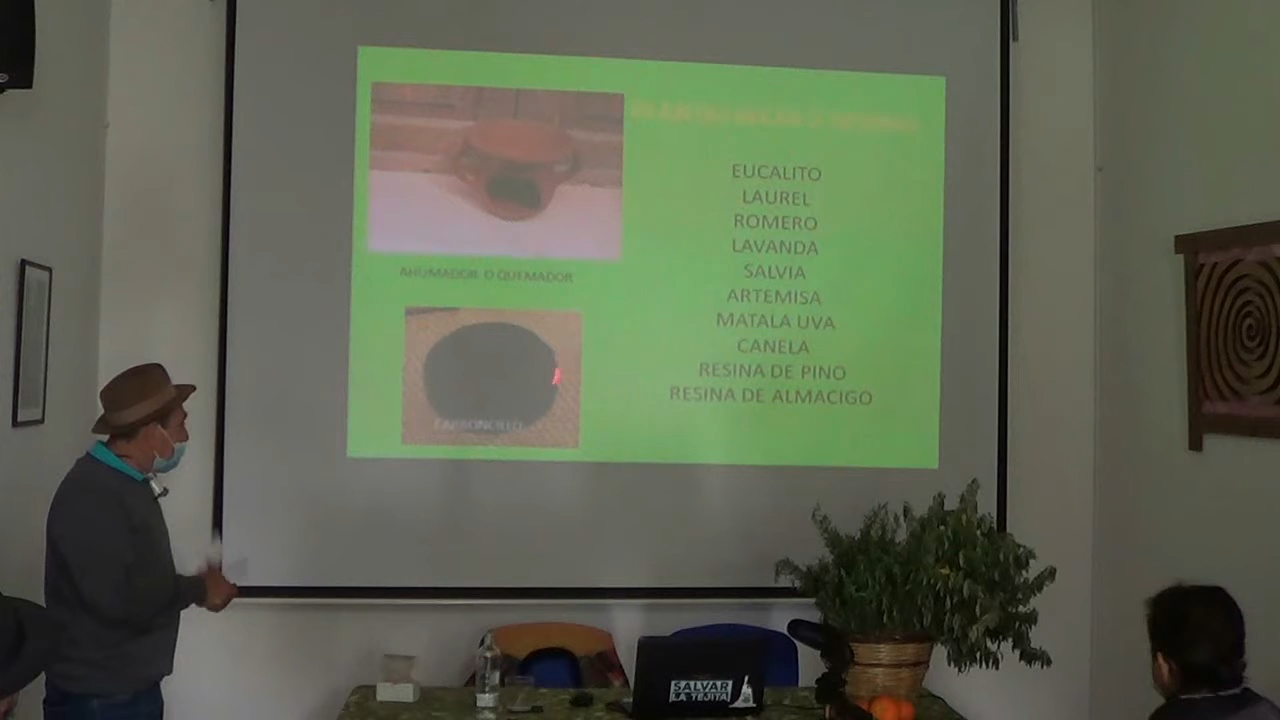 AHUMADOR O QUEMADOR
CARBONCILLO
EUCALITO
LAUREL
ROMERO
LAVANDA
SALVIA
ARTEMISA
MATALA UVA
CANELA
RESINA DE PINO
RESINA DE ALMACIGO
SALVAR
LA TEJITA